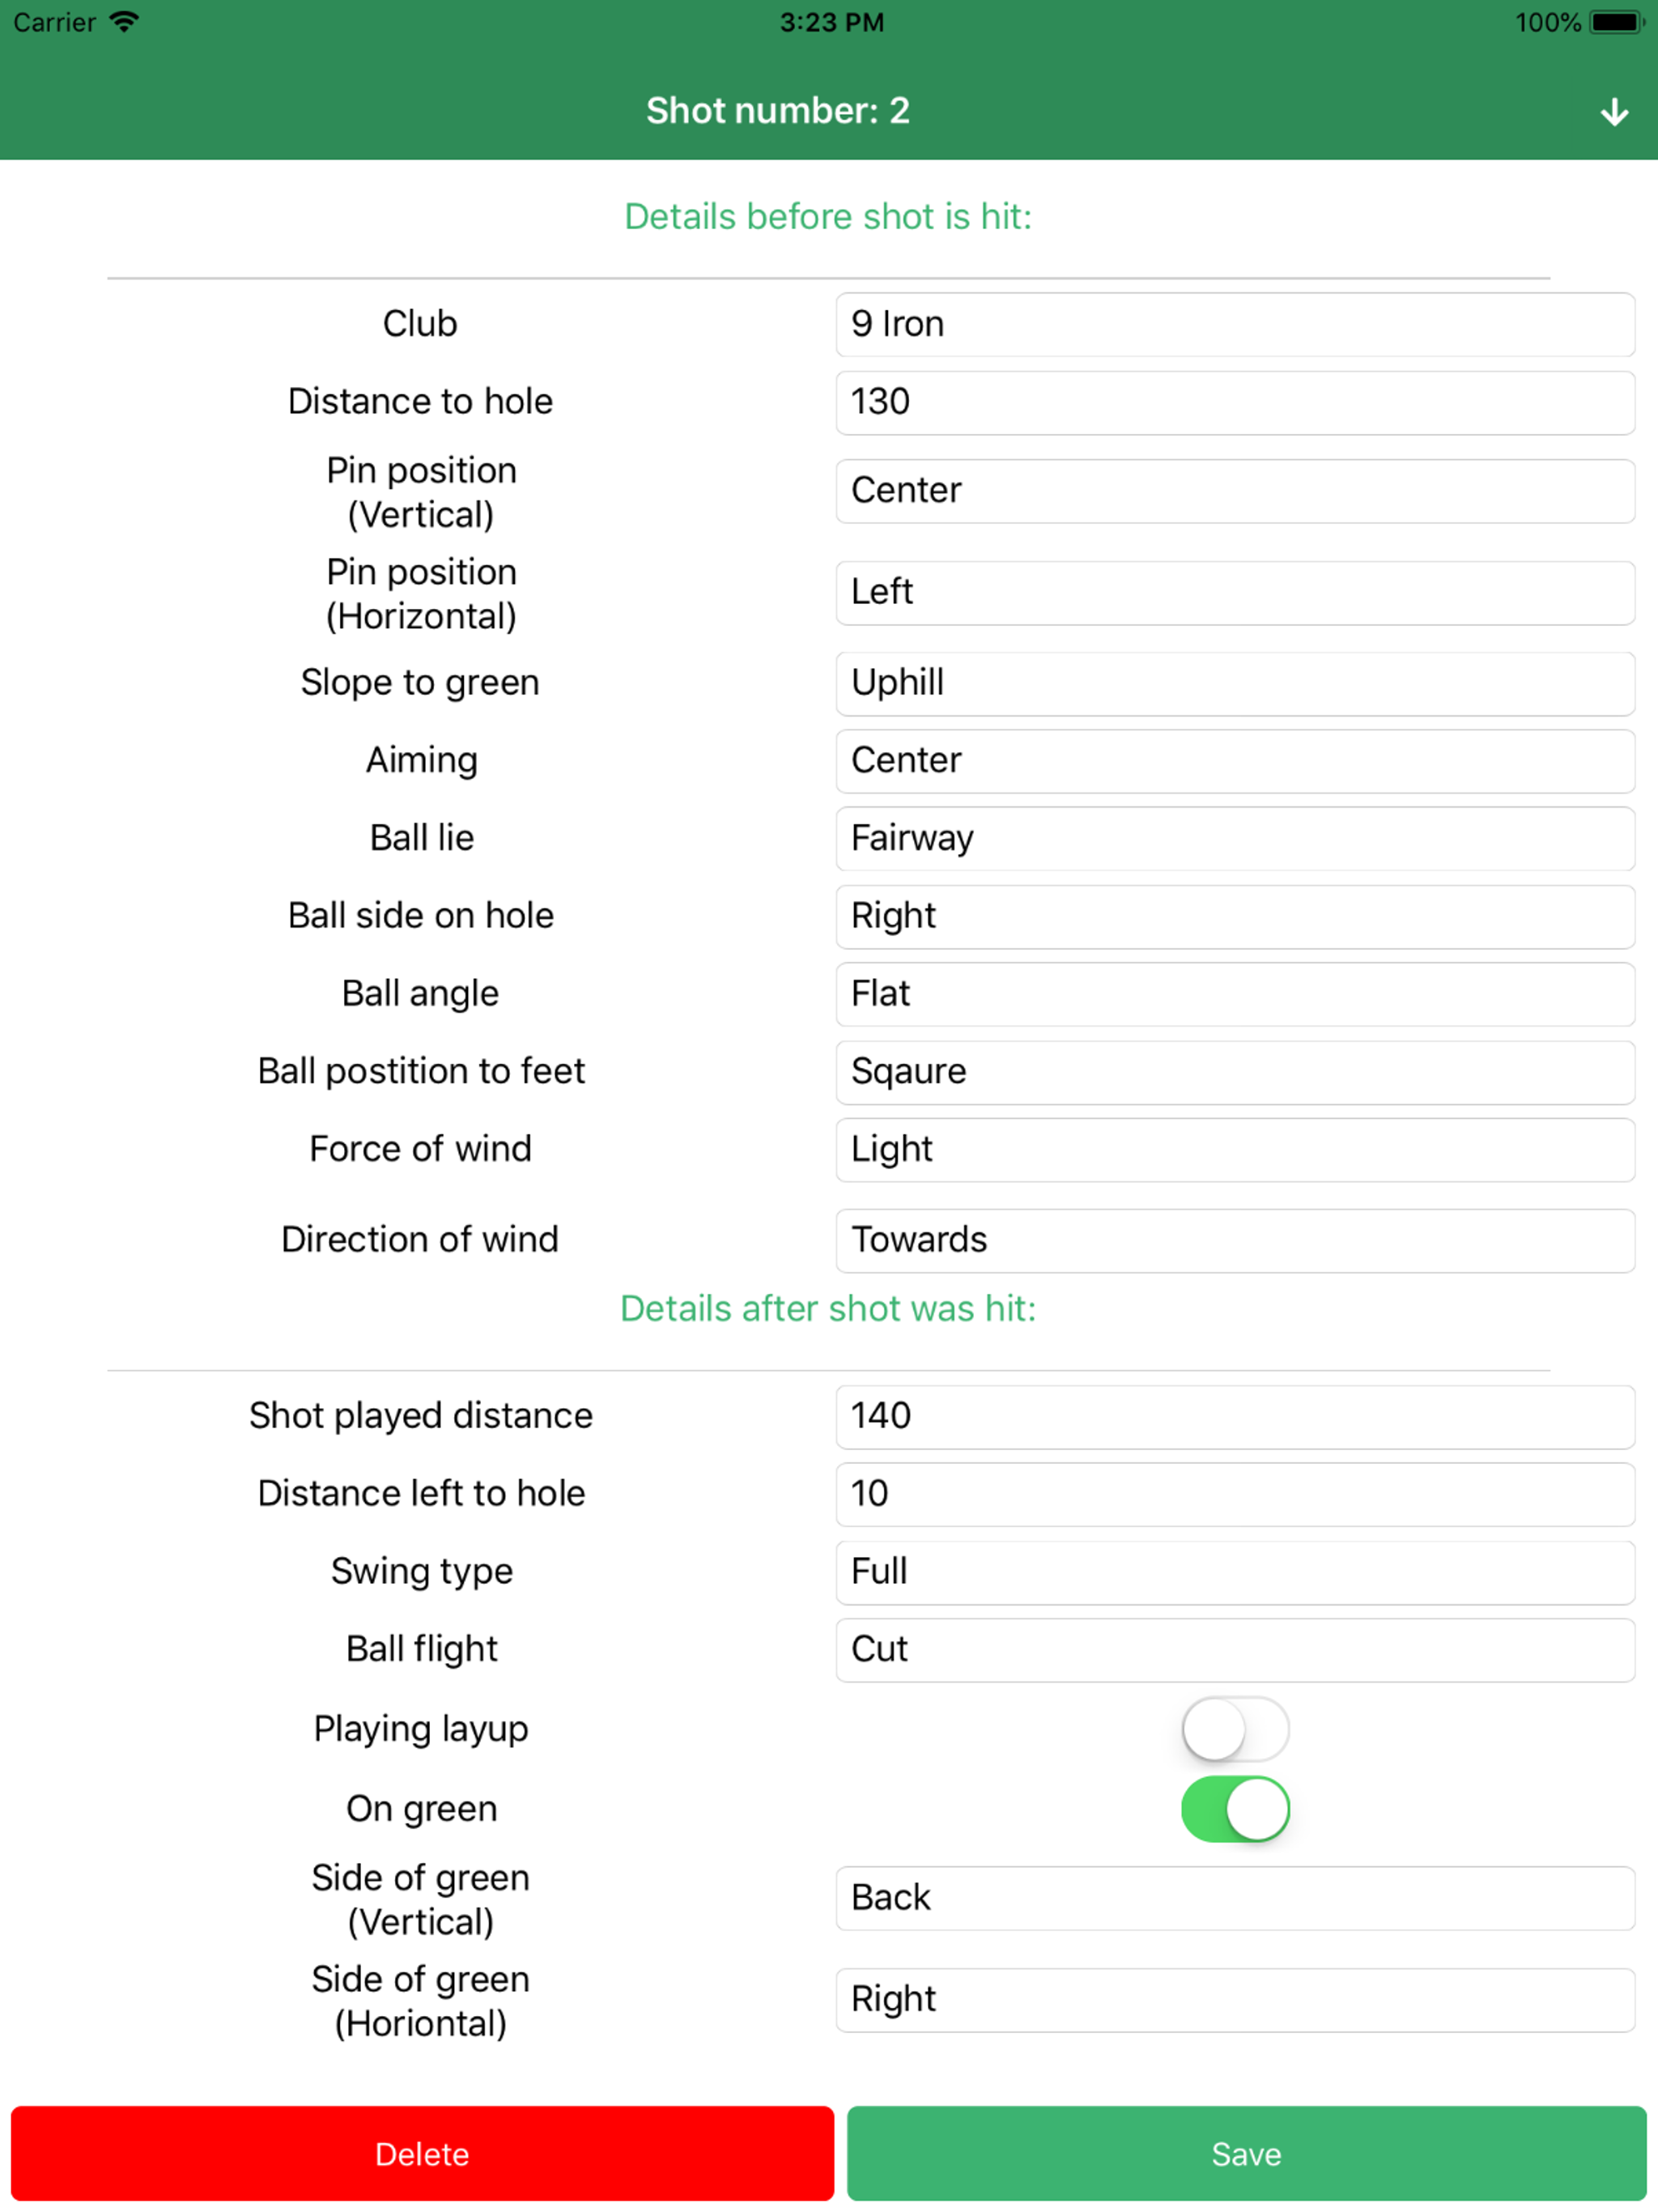 Carrier 3:23 PM 100%
Shot number: 2
Details before shot is hit:
Club 9 Iron
Distance to hole 130
Pin position
(Vertical) Center
Pin position
(Horizontal) Left
Slope to green Uphill
Aiming Center
Ball lie Fairway
Ball side on hole Right
Ball angle Flat
Ball postition to feet Sqaure
Force of wind Light
Direction of wind Towards
Details after shot was hit:
Shot played distance 140
Distance left to hole 10
Swing type Full
Ball flight Cut
Playing layup
On green
Side of green
(Vertical) Back
Side of green
(Horiontal) Right
Delete Save